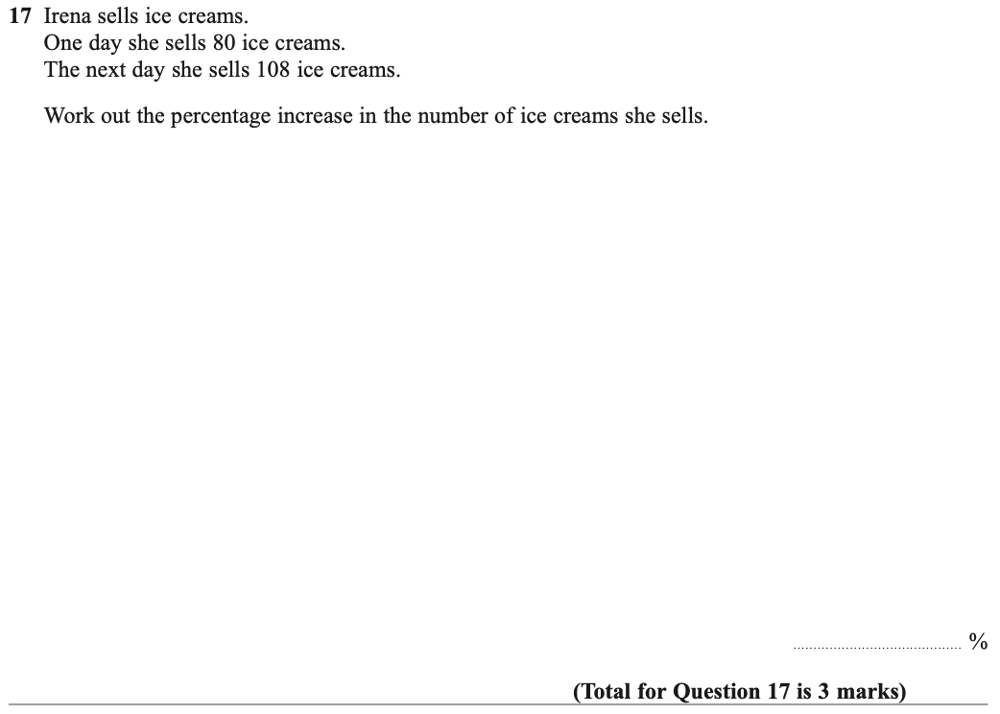 17 Irena sells ice creams.
One day she sells 80 ice creams.
The next day she sells 108 ice creams.
Work out the percentage increase in the number of ice creams she sells.
.......................................... %
(Total for Question 17 is 3 marks)